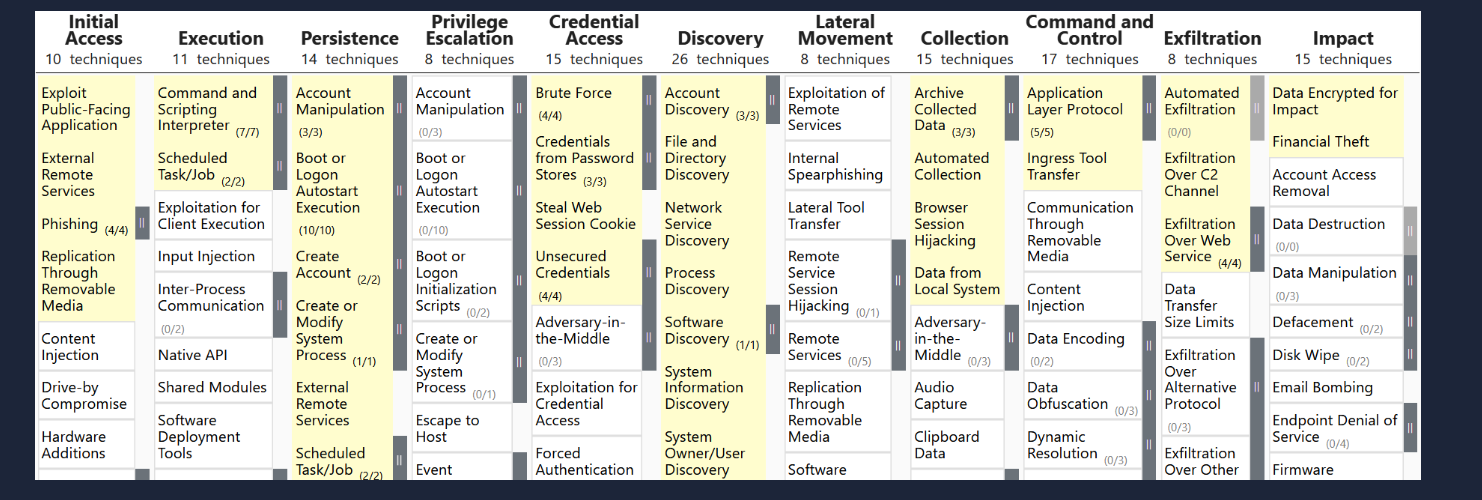 Initial
Access
10 techniques
Exploit
Public-Facing
Application
External
Remote
Services
Phishing (4/4)
Replication
Through
Removable
Media
Content
Injection
Drive-by
Compromise
Hardware
Additions
Execution
11 techniques
Command and
Scripting
Interpreter (7/7)
Scheduled
Task/Job (2/2)
Exploitation for
Client Execution
Input Injection
Inter-Process
Communication
(0/2)
Native API
Shared Modules
Software
Deployment
Tools
Persistence
14 techniques
Account
Manipulation
(3/3)
Boot or
Logon
Autostart
Execution
(10/10)
Create
Account (2/2)
Create or
Modify
System
Process (1/1)
External
Remote
Services
Scheduled
Task/Job (2/2)
Privilege
Escalation
8 techniques
Account
Manipulation
(0/3)
Boot or
Logon
Autostart
Execution
(0/10)
Boot or
Logon
Initialization
Scripts (0/2)
Create or
Modify
System
Process (0/1)
Escape to
Host
Event
Credential
Access
15 techniques
Brute Force
(4/4)
Credentials
from Password
Stores (3/3)
Steal Web
Session Cookie
Unsecured
Credentials
(4/4)
Adversary-in-
the-Middle
(0/3)
Exploitation for
Credential
Access
Forced
Authentication
Discovery
26 techniques
Account
Discovery (3/3)
File and
Directory
Discovery
Network
Service
Discovery
Process
Discovery
Software
Discovery (1/1)
System
Information
Discovery
System
Owner/User
Discovery
Lateral
Movement
8 techniques
Exploitation of
Remote
Services
Internal
Spearphishing
Lateral Tool
Transfer
Remote
Service
Session
Hijacking (0/1)
Remote
Services (0/5)
Replication
Through
Removable
Media
Software
Collection
15 techniques
Archive
Collected
Data (3/3)
Automated
Collection
Browser
Session
Hijacking
Data from
Local System
Adversary-
in-the-
Middle (0/3)
Audio
Capture
Clipboard
Data
Command and
Control
17 techniques
Application
Layer Protocol
(5/5)
Ingress Tool
Transfer
Communication
Through
Removable
Media
Content
Injection
Data Encoding
(0/2)
Data
Obfuscation (0/3)
Dynamic
Resolution (0/3)
Exfiltration
8 techniques
Automated
Exfiltration
(0/0)
Exfiltration
Over C2
Channel
Exfiltration
Over Web
Service (4/4)
Data
Transfer
Size Limits
Exfiltration
Over
Alternative
Protocol
(0/3)
Exfiltration
Over Other
Impact
15 techniques
Data Encrypted for
Impact
Financial Theft
Account Access
Removal
Data Destruction
(0/0)
Data Manipulation
(0/3)
Defacement (0/2)
Disk Wipe (0/2)
Email Bombing
Endpoint Denial of
Service (0/4)
Firmware